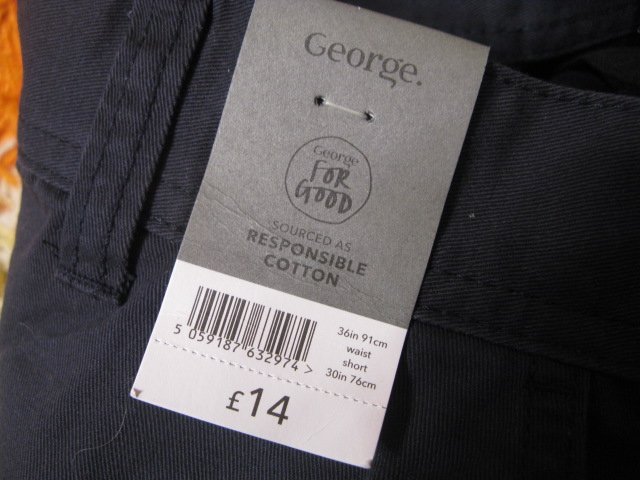 George.
George
FOR
GOOD
SOURCED AS
RESPONSIBLE
COTTON
36in 91cm
waist
short
30in 76cm
5 059187 632974 >
£14